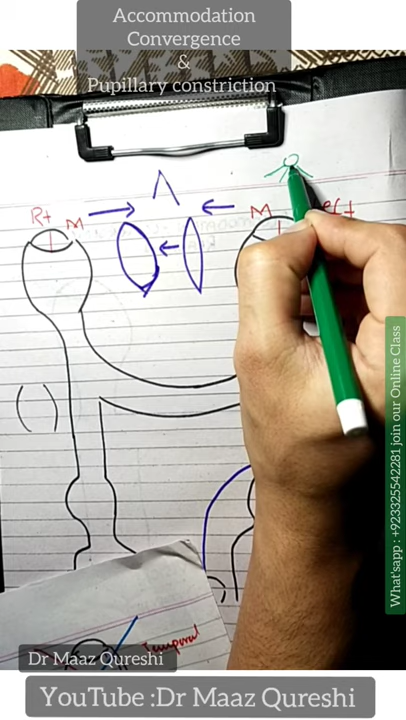 Accommodation
Convergence
&
Pupillary constriction
Rt
M
M
Temporal
What'sapp : +923325542281 join our Online Class
Dr Maaz Qureshi
YouTube :Dr Maaz Qureshi